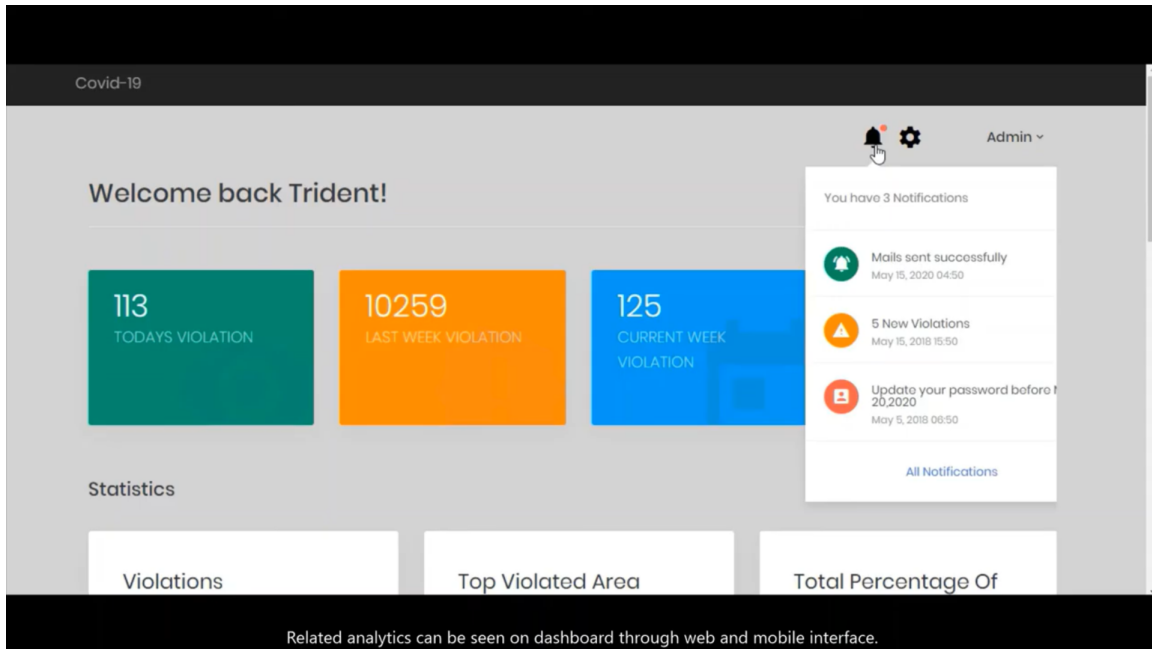 Covid-19
Admin
Welcome back Trident!
You have 3 Notifications
Mails sent successfully
May 15, 2020 04:50
5 New Violations
May 15, 2018 15:50
Update your password before
20,2020
May 5, 2018 06:50
All Notifications
113
TODAYS VIOLATION
10259
LAST WEEK VIOLATION
125
CURRENT WEEK
VIOLATION
Statistics
Violations
Top Violated Area
Total Percentage Of
Related analytics can be seen on dashboard through web and mobile interface.